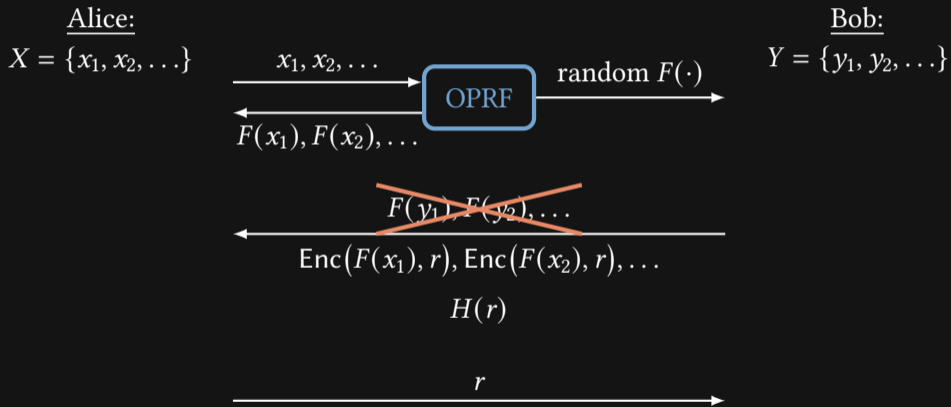 Alice:
X = {x₁, x₂, …}
x₁, x₂, …
OPRF
random F(·)
Bob:
Y = {y₁, y₂, …}
F(x₁), F(x₂), …
F(y₁), F(y₂), …
Enc(F(x₁), r), Enc(F(x₂), r), …
H(r)
r